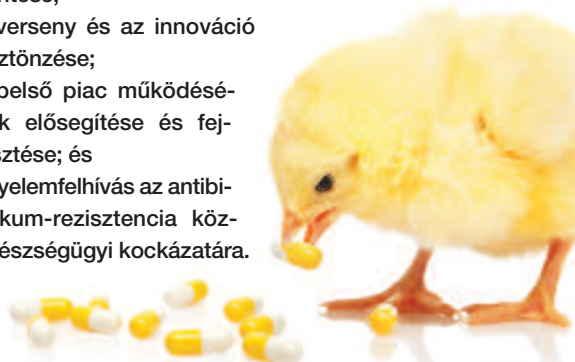 verseny és az innováció
ztönzése;
belső piac működésé-
k elősegítése és fej-
sztése; és
yelemfelhívás az antibi-
kum-rezisztencia köz-
észségügyi kockázatára.